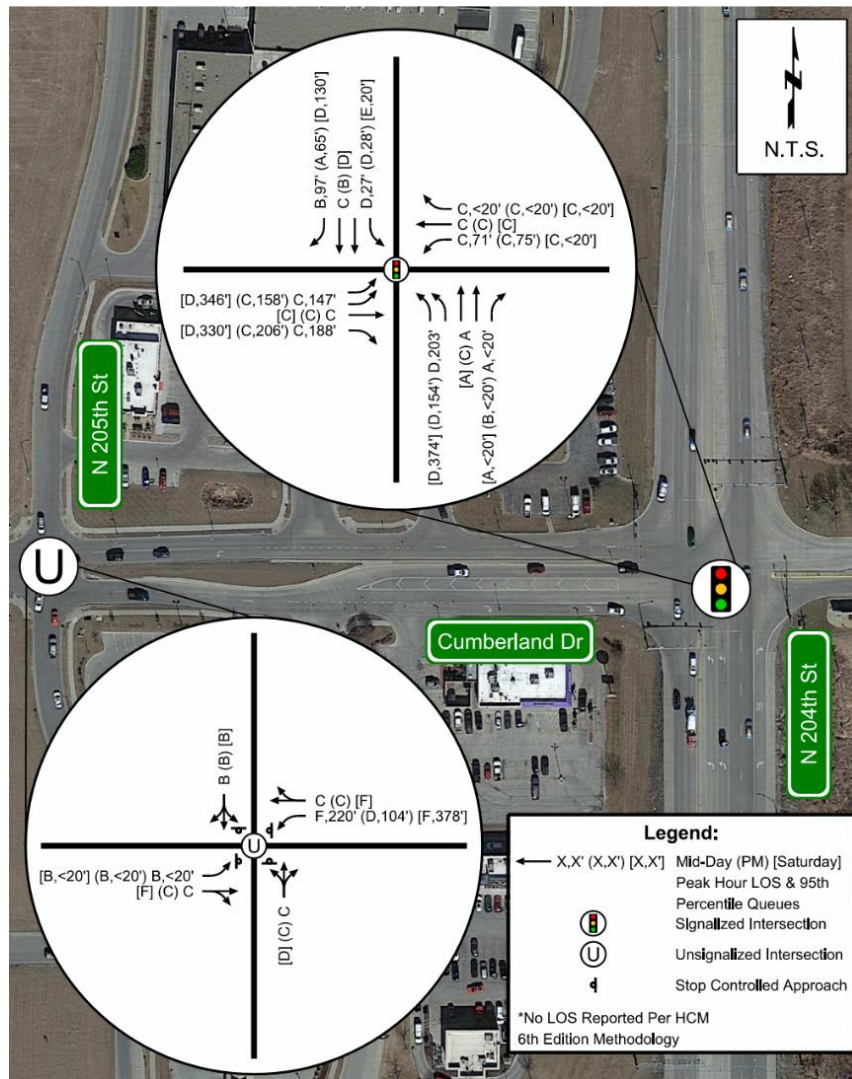 N.T.S.
B,97' (A,65') [D,130']
C (B) [D]
D,27' (D,28') [E,20']
C,<20' (C,<20') [C,<20']
C (C) [C]
C,71' (C,75') [C,<20']
[D,346'] (C,158') C,147'
[C] (C) C
[D,330'] (C,206') C,188'
[D,374'] (D,154') D,203'
[A] (C) A
[A,<20'] (B,<20') A,<20'
N 205th St
U
Cumberland Dr
N 204th St
B (B) [B]
C (C) [F]
F,220' (D,104') [F,378']
U
[B,<20'] (B,<20') B,<20'
[F] (C) C
[D] (C) C
Legend:
X,X' (X,X') [X,X'] Mid-Day (PM) [Saturday]
Peak Hour LOS & 95th
Percentile Queues
Signalized Intersection
U Unsignalized Intersection
Stop Controlled Approach
*No LOS Reported Per HCM
6th Edition Methodology